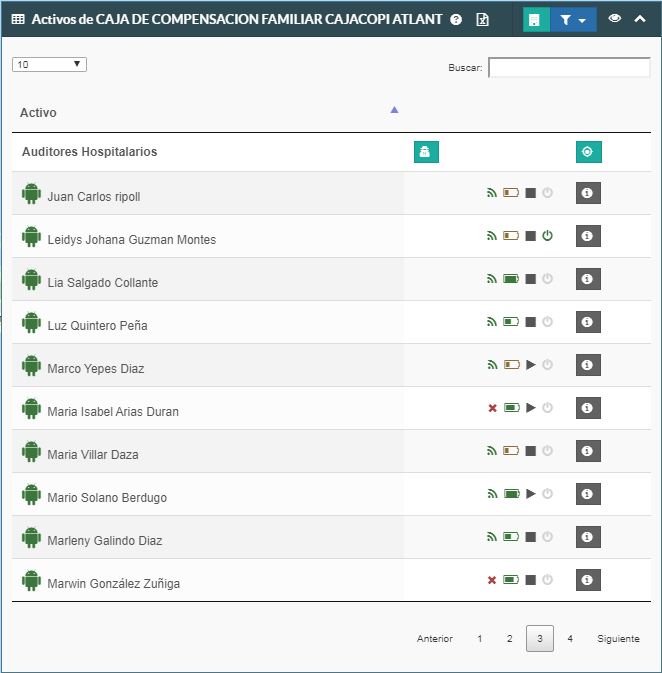 Activos de CAJA DE COMPENSACION FAMILIAR CAJACOPI ATLANT
10
Buscar:
Activo
Auditores Hospitalarios
Juan Carlos ripoll
Leidys Johana Guzman Montes
Lia Salgado Collante
Luz Quintero Peña
Marco Yepes Diaz
Maria Isabel Arias Duran
Maria Villar Daza
Mario Solano Berdugo
Marleny Galindo Diaz
Marwin González Zuñiga
Anterior 1 2 3 4 Siguiente